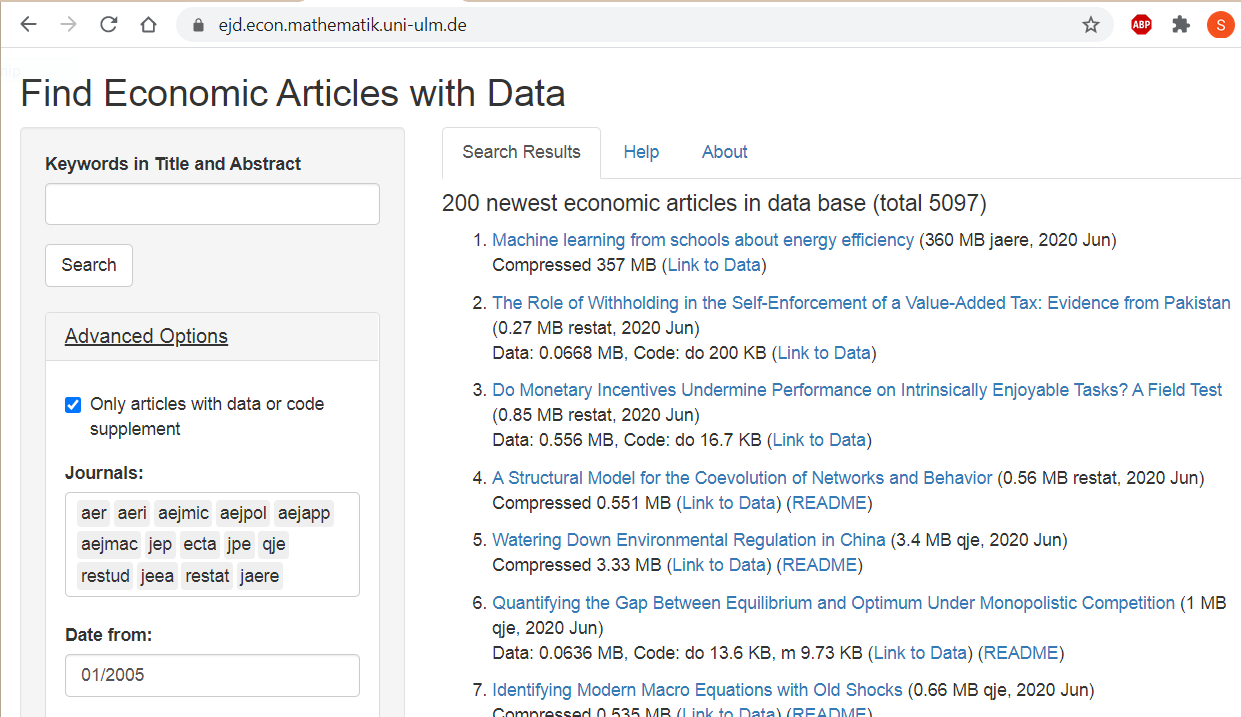 ejd.econ.mathematik.uni-ulm.de
ABP
S
Find Economic Articles with Data
Keywords in Title and Abstract
Search
Advanced Options
Only articles with data or code
supplement
Journals:
aer aeri aejmic aejpol aejapp
aejmac jep ecta jpe qje
restud jeea restat jaere
Date from:
01/2005
Search Results Help About
200 newest economic articles in data base (total 5097)
1. Machine learning from schools about energy efficiency (360 MB jaere, 2020 Jun)
Compressed 357 MB (Link to Data)
2. The Role of Withholding in the Self-Enforcement of a Value-Added Tax: Evidence from Pakistan
(0.27 MB restat, 2020 Jun)
Data: 0.0668 MB, Code: do 200 KB (Link to Data)
3. Do Monetary Incentives Undermine Performance on Intrinsically Enjoyable Tasks? A Field Test
(0.85 MB restat, 2020 Jun)
Data: 0.556 MB, Code: do 16.7 KB (Link to Data)
4. A Structural Model for the Coevolution of Networks and Behavior (0.56 MB restat, 2020 Jun)
Compressed 0.551 MB (Link to Data) (README)
5. Watering Down Environmental Regulation in China (3.4 MB qje, 2020 Jun)
Compressed 3.33 MB (Link to Data) (README)
6. Quantifying the Gap Between Equilibrium and Optimum Under Monopolistic Competition (1 MB
qje, 2020 Jun)
Data: 0.0636 MB, Code: do 13.6 KB, m 9.73 KB (Link to Data) (README)
7. Identifying Modern Macro Equations with Old Shocks (0.66 MB qje, 2020 Jun)
Compressed 0.535 MB (Link to Data) (README)